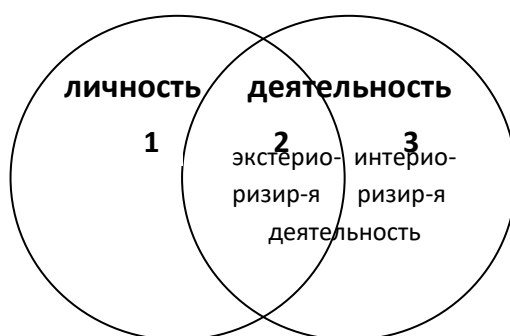 личность деятельность
1 2 3
экстерио- интерио-
ризир-я ризир-я
деятельность